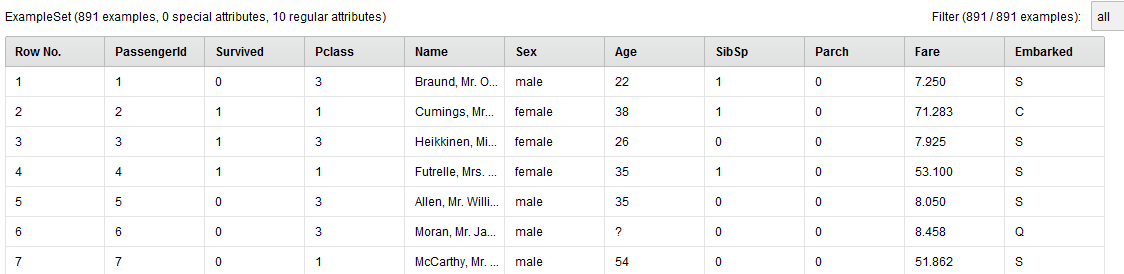 ExampleSet (891 examples, 0 special attributes, 10 regular attributes) Filter (891 / 891 examples): all
Row No. PassengerId Survived Pclass Name Sex Age SibSp Parch Fare Embarked
1 1 0 3 Braund, Mr. O... male 22 1 0 7.250 S
2 2 1 1 Cumings, Mr... female 38 1 0 71.283 C
3 3 1 3 Heikkinen, Mi... female 26 0 0 7.925 S
4 4 1 1 Futrelle, Mrs. ... female 35 1 0 53.100 S
5 5 0 3 Allen, Mr. Willi... male 35 0 0 8.050 S
6 6 0 3 Moran, Mr. Ja... male ? 0 0 8.458 Q
7 7 0 1 McCarthy, Mr. ... male 54 0 0 51.862 S